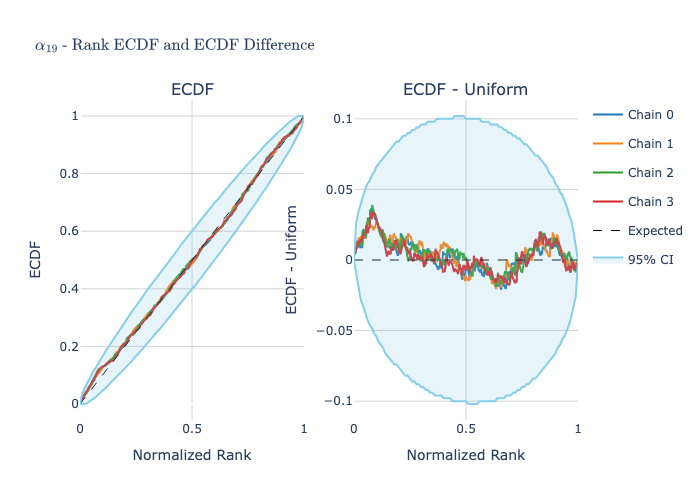 α₁₉ - Rank ECDF and ECDF Difference
ECDF
ECDF - Uniform
1
0.8
0.6
0.4
0.2
0
0
0.5
1
Normalized Rank
ECDF
0.1
0.05
0
−0.05
−0.1
0
0.5
1
Normalized Rank
ECDF - Uniform
Chain 0
Chain 1
Chain 2
Chain 3
Expected
95% CI